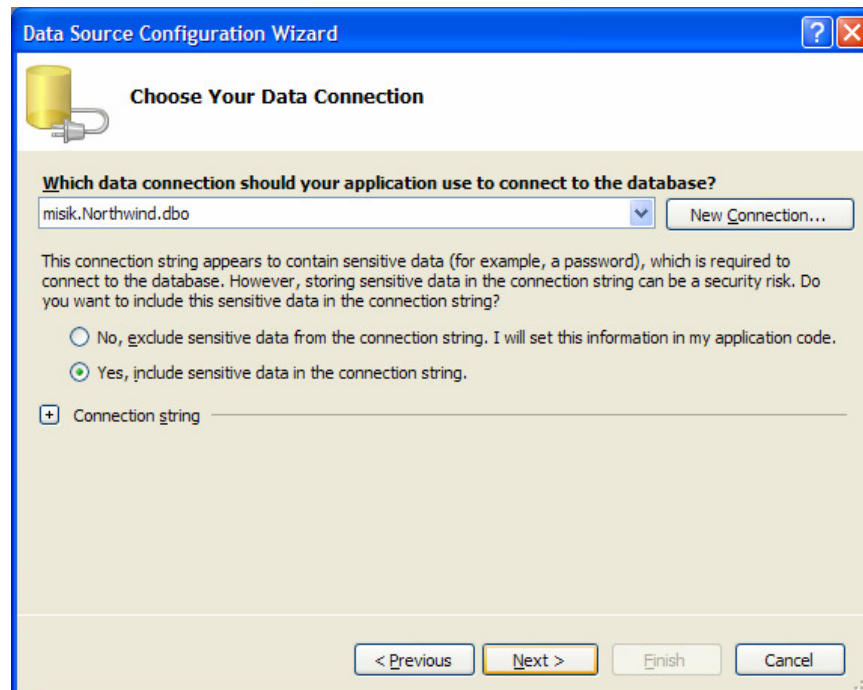 Data Source Configuration Wizard
Choose Your Data Connection
Which data connection should your application use to connect to the database?
misik.Northwind.dbo
New Connection...
This connection string appears to contain sensitive data (for example, a password), which is required to
connect to the database. However, storing sensitive data in the connection string can be a security risk. Do
you want to include this sensitive data in the connection string?
No, exclude sensitive data from the connection string. I will set this information in my application code.
Yes, include sensitive data in the connection string.
Connection string
< Previous
Next >
Finish
Cancel